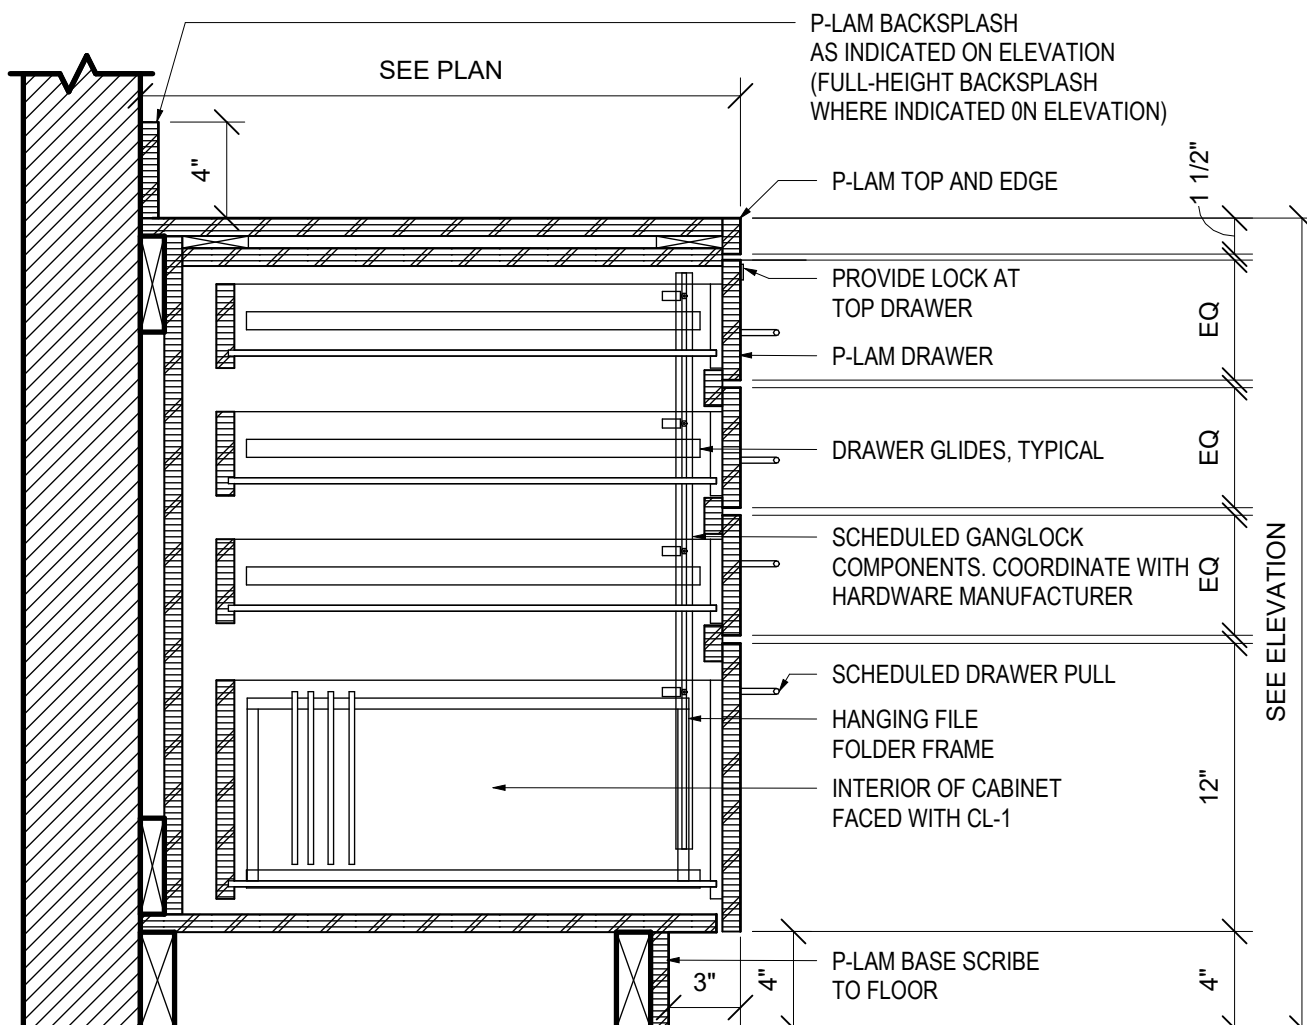 P-LAM BACKSPLASH
AS INDICATED ON ELEVATION
(FULL-HEIGHT BACKSPLASH
WHERE INDICATED 0N ELEVATION)
SEE PLAN
4"
1 1/2"
P-LAM TOP AND EDGE
PROVIDE LOCK AT
TOP DRAWER
EQ
P-LAM DRAWER
DRAWER GLIDES, TYPICAL
EQ
SCHEDULED GANGLOCK
COMPONENTS. COORDINATE WITH
HARDWARE MANUFACTURER
EQ
SEE ELEVATION
SCHEDULED DRAWER PULL
HANGING FILE
FOLDER FRAME
INTERIOR OF CABINET
FACED WITH CL-1
12"
P-LAM BASE SCRIBE
TO FLOOR
3"
4"
4"